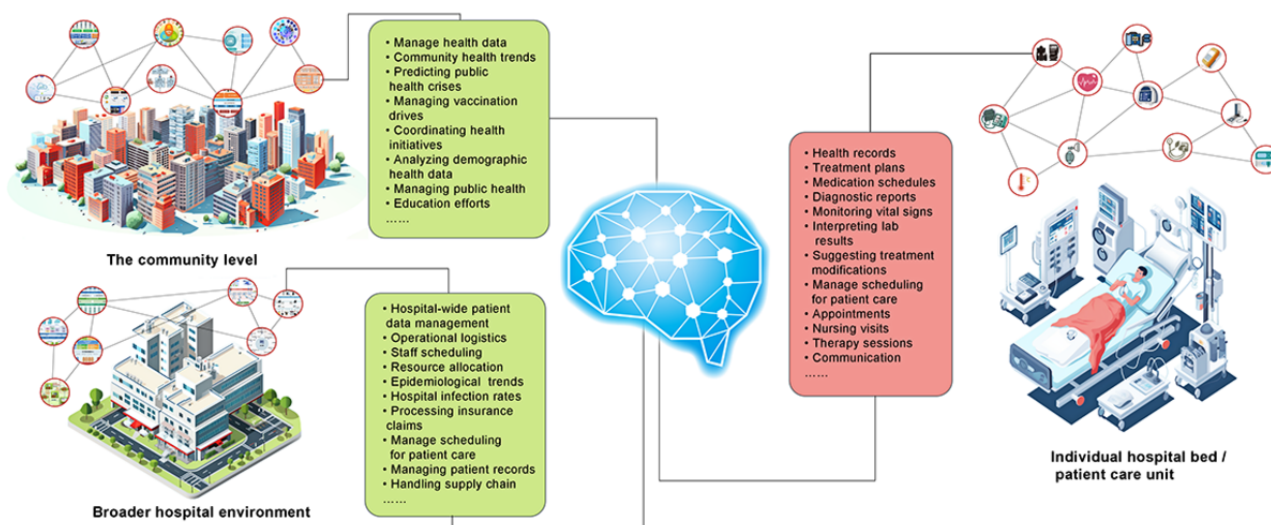 • Manage health data
• Community health trends
• Predicting public
health crises
• Managing vaccination
drives
• Coordinating health
initiatives
• Analyzing demographic
health data
• Managing public health
• Education efforts
……
The community level
• Hospital-wide patient
data management
• Operational logistics
• Staff scheduling
• Resource allocation
• Epidemiological trends
• Hospital infection rates
• Processing insurance
claims
• Manage scheduling
for patient care
• Managing patient records
• Handling supply chain
……
Broader hospital environment
• Health records
• Treatment plans
• Medication schedules
• Diagnostic reports
• Monitoring vital signs
• Interpreting lab
results
• Suggesting treatment
modifications
• Manage scheduling
for patient care
• Appointments
• Nursing visits
• Therapy sessions
• Communication
……
Individual hospital bed /
patient care unit